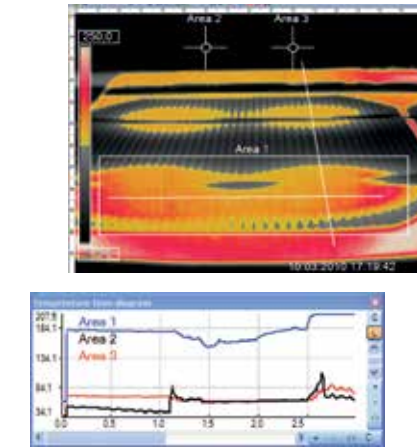 Area 2 Area 3
250.0
Area 1
10.03.2010 17:19:42
Temperature time diagram
207.8
184.1
Area 1
Area 2
134.1
Area 3
84.1
34.1
0.0 0.5 1.0 1.5 2.0 2.5